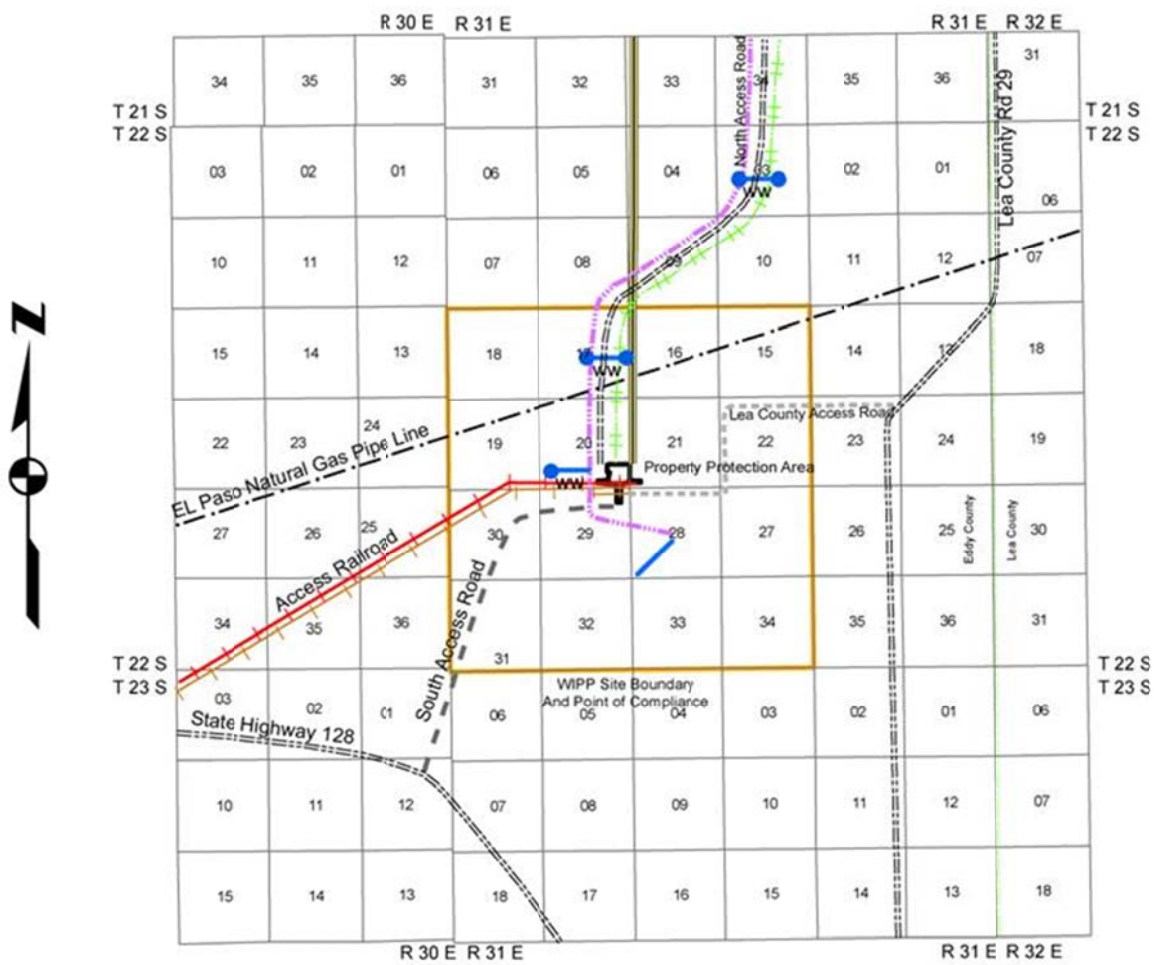 R 30 E R 31 E R 31 E R 32 E
34 35 36 31 32 33 34 35 36 31
North Access Road
Lea County Rd 29
T 21 S T 21 S
T 22 S T 22 S
03 02 01 06 05 04 03 02 01 06
WW
10 11 12 07 08 09 10 11 12 07
Z
15 14 13 18 17 16 15 14 13 18
WW
Lea County Access Road
22 23 24 19 20 21 22 23 24 19
EL Paso Natural Gas Pipe Line
Property Protection Area
WW
27 26 25 30 29 28 27 26 25 30
Eddy County
Lea County
Access Railroad
South Access Road
34 35 36 31 32 33 34 35 36 31
T 22 S T 22 S
T 23 S T 23 S
WIPP Site Boundary
And Point of Compliance
03 02 01 06 05 04 03 02 01 06
State Highway 128
10 11 12 07 08 09 10 11 12 07
15 14 13 18 17 16 15 14 13 18
R 30 E R 31 E R 31 E R 32 E